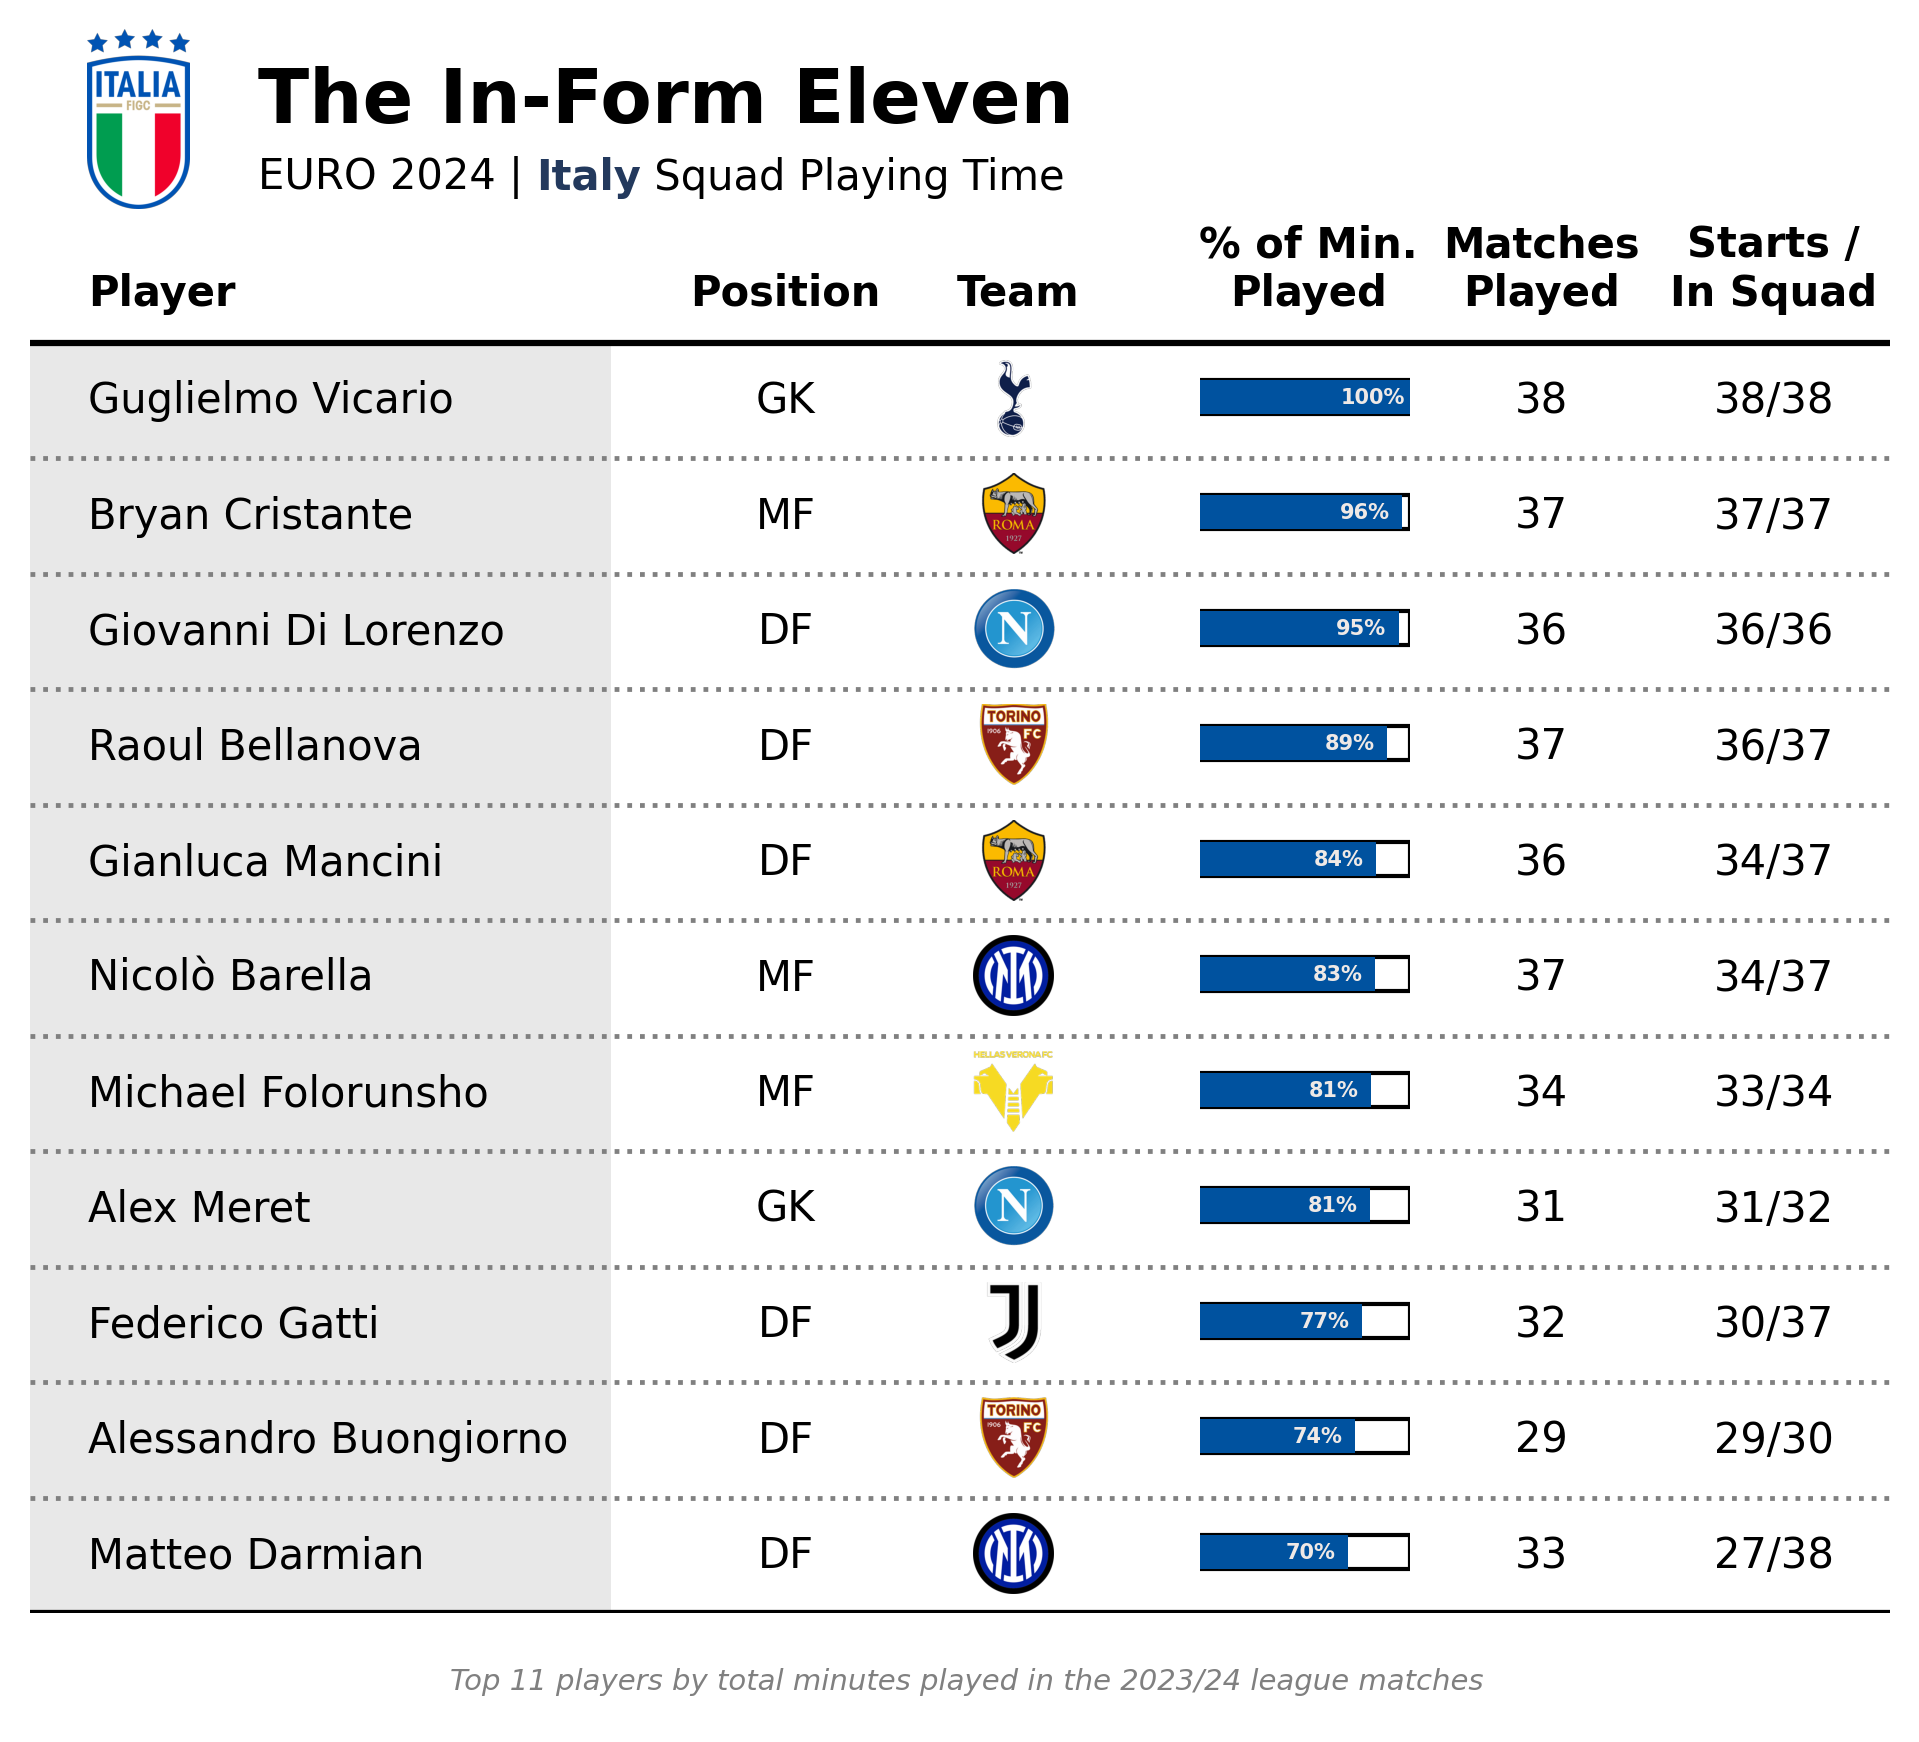 ITALIA
FIGC
The In-Form Eleven
EURO 2024 | Italy Squad Playing Time
Player Position Team % of Min. Played Matches Played Starts / In Squad
Guglielmo Vicario GK 100% 38 38/38
Bryan Cristante MF ROMA 1927 96% 37 37/37
Giovanni Di Lorenzo DF N 95% 36 36/36
Raoul Bellanova DF TORINO 1906 FC 89% 37 36/37
Gianluca Mancini DF ROMA 1927 84% 36 34/37
Nicolò Barella MF 83% 37 34/37
Michael Folorunsho MF HELLAS VERONA FC 81% 34 33/34
Alex Meret GK N 81% 31 31/32
Federico Gatti DF 77% 32 30/37
Alessandro Buongiorno DF TORINO 1906 FC 74% 29 29/30
Matteo Darmian DF 70% 33 27/38
Top 11 players by total minutes played in the 2023/24 league matches